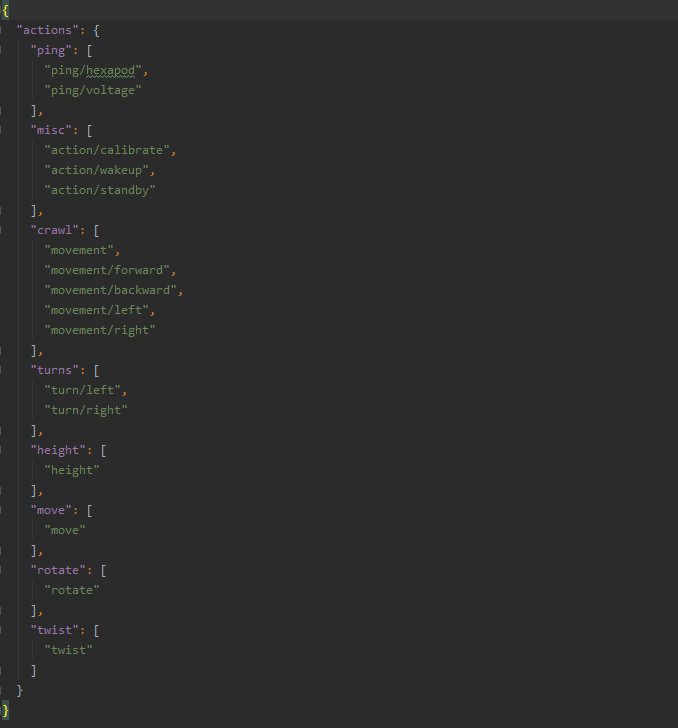 {
  "actions": {
    "ping": [
      "ping/hexapod",
      "ping/voltage"
    ],
    "misc": [
      "action/calibrate",
      "action/wakeup",
      "action/standby"
    ],
    "crawl": [
      "movement",
      "movement/forward",
      "movement/backward",
      "movement/left",
      "movement/right"
    ],
    "turns": [
      "turn/left",
      "turn/right"
    ],
    "height": [
      "height"
    ],
    "move": [
      "move"
    ],
    "rotate": [
      "rotate"
    ],
    "twist": [
      "twist"
    ]
  }
}